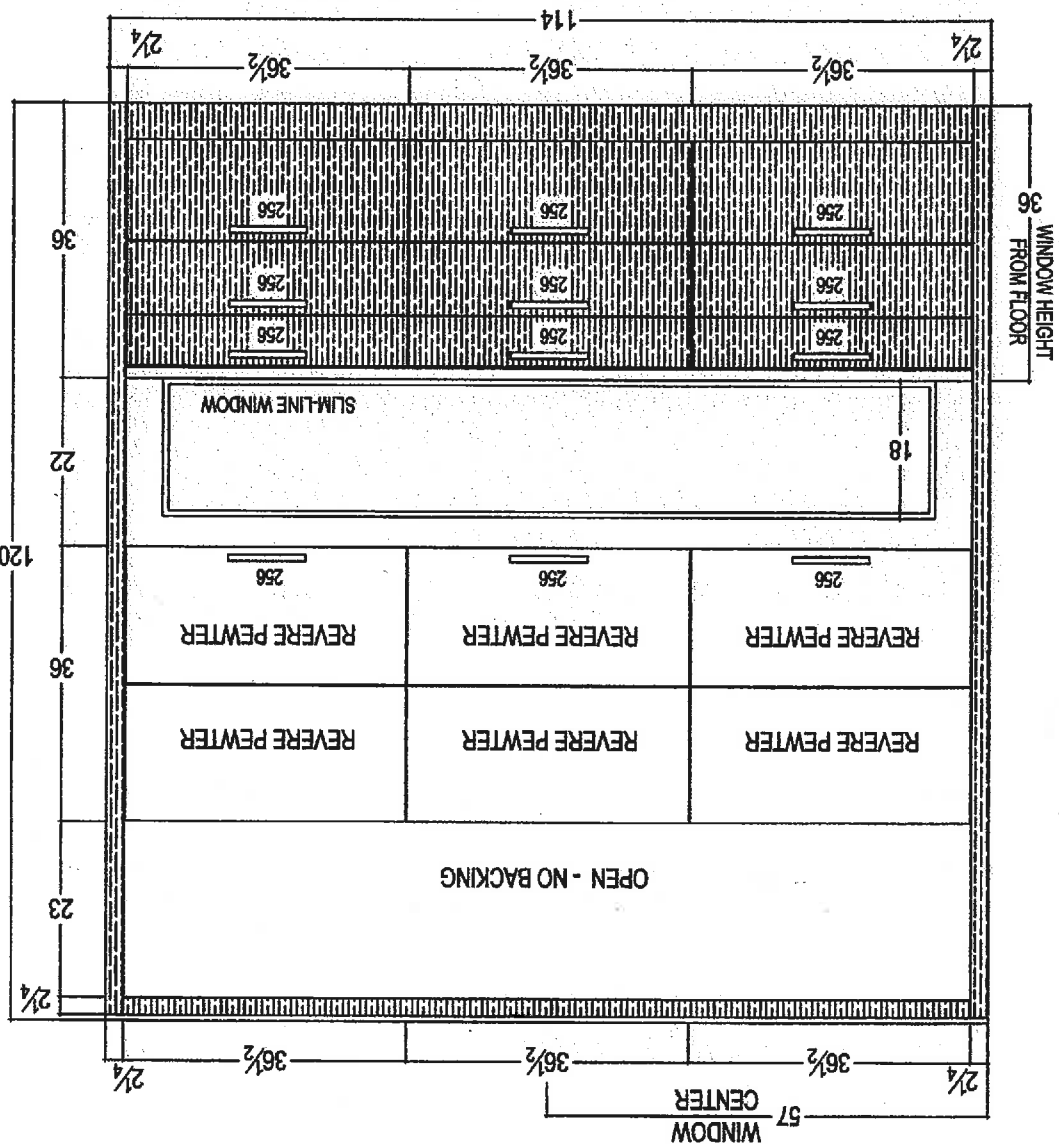 WINDOW
CENTER 57
2¼ 36½ 36½ 36½ 2¼
2¼
OPEN - NO BACKING
23
REVERE PEWTER REVERE PEWTER REVERE PEWTER
36
REVERE PEWTER REVERE PEWTER REVERE PEWTER
256 256 256
120
18
22
SLIM-LINE WINDOW
256 256 256
256 256 256
256 256 256
36
WINDOW HEIGHT
FROM FLOOR
36
2¼ 36½ 36½ 36½ 2¼
114